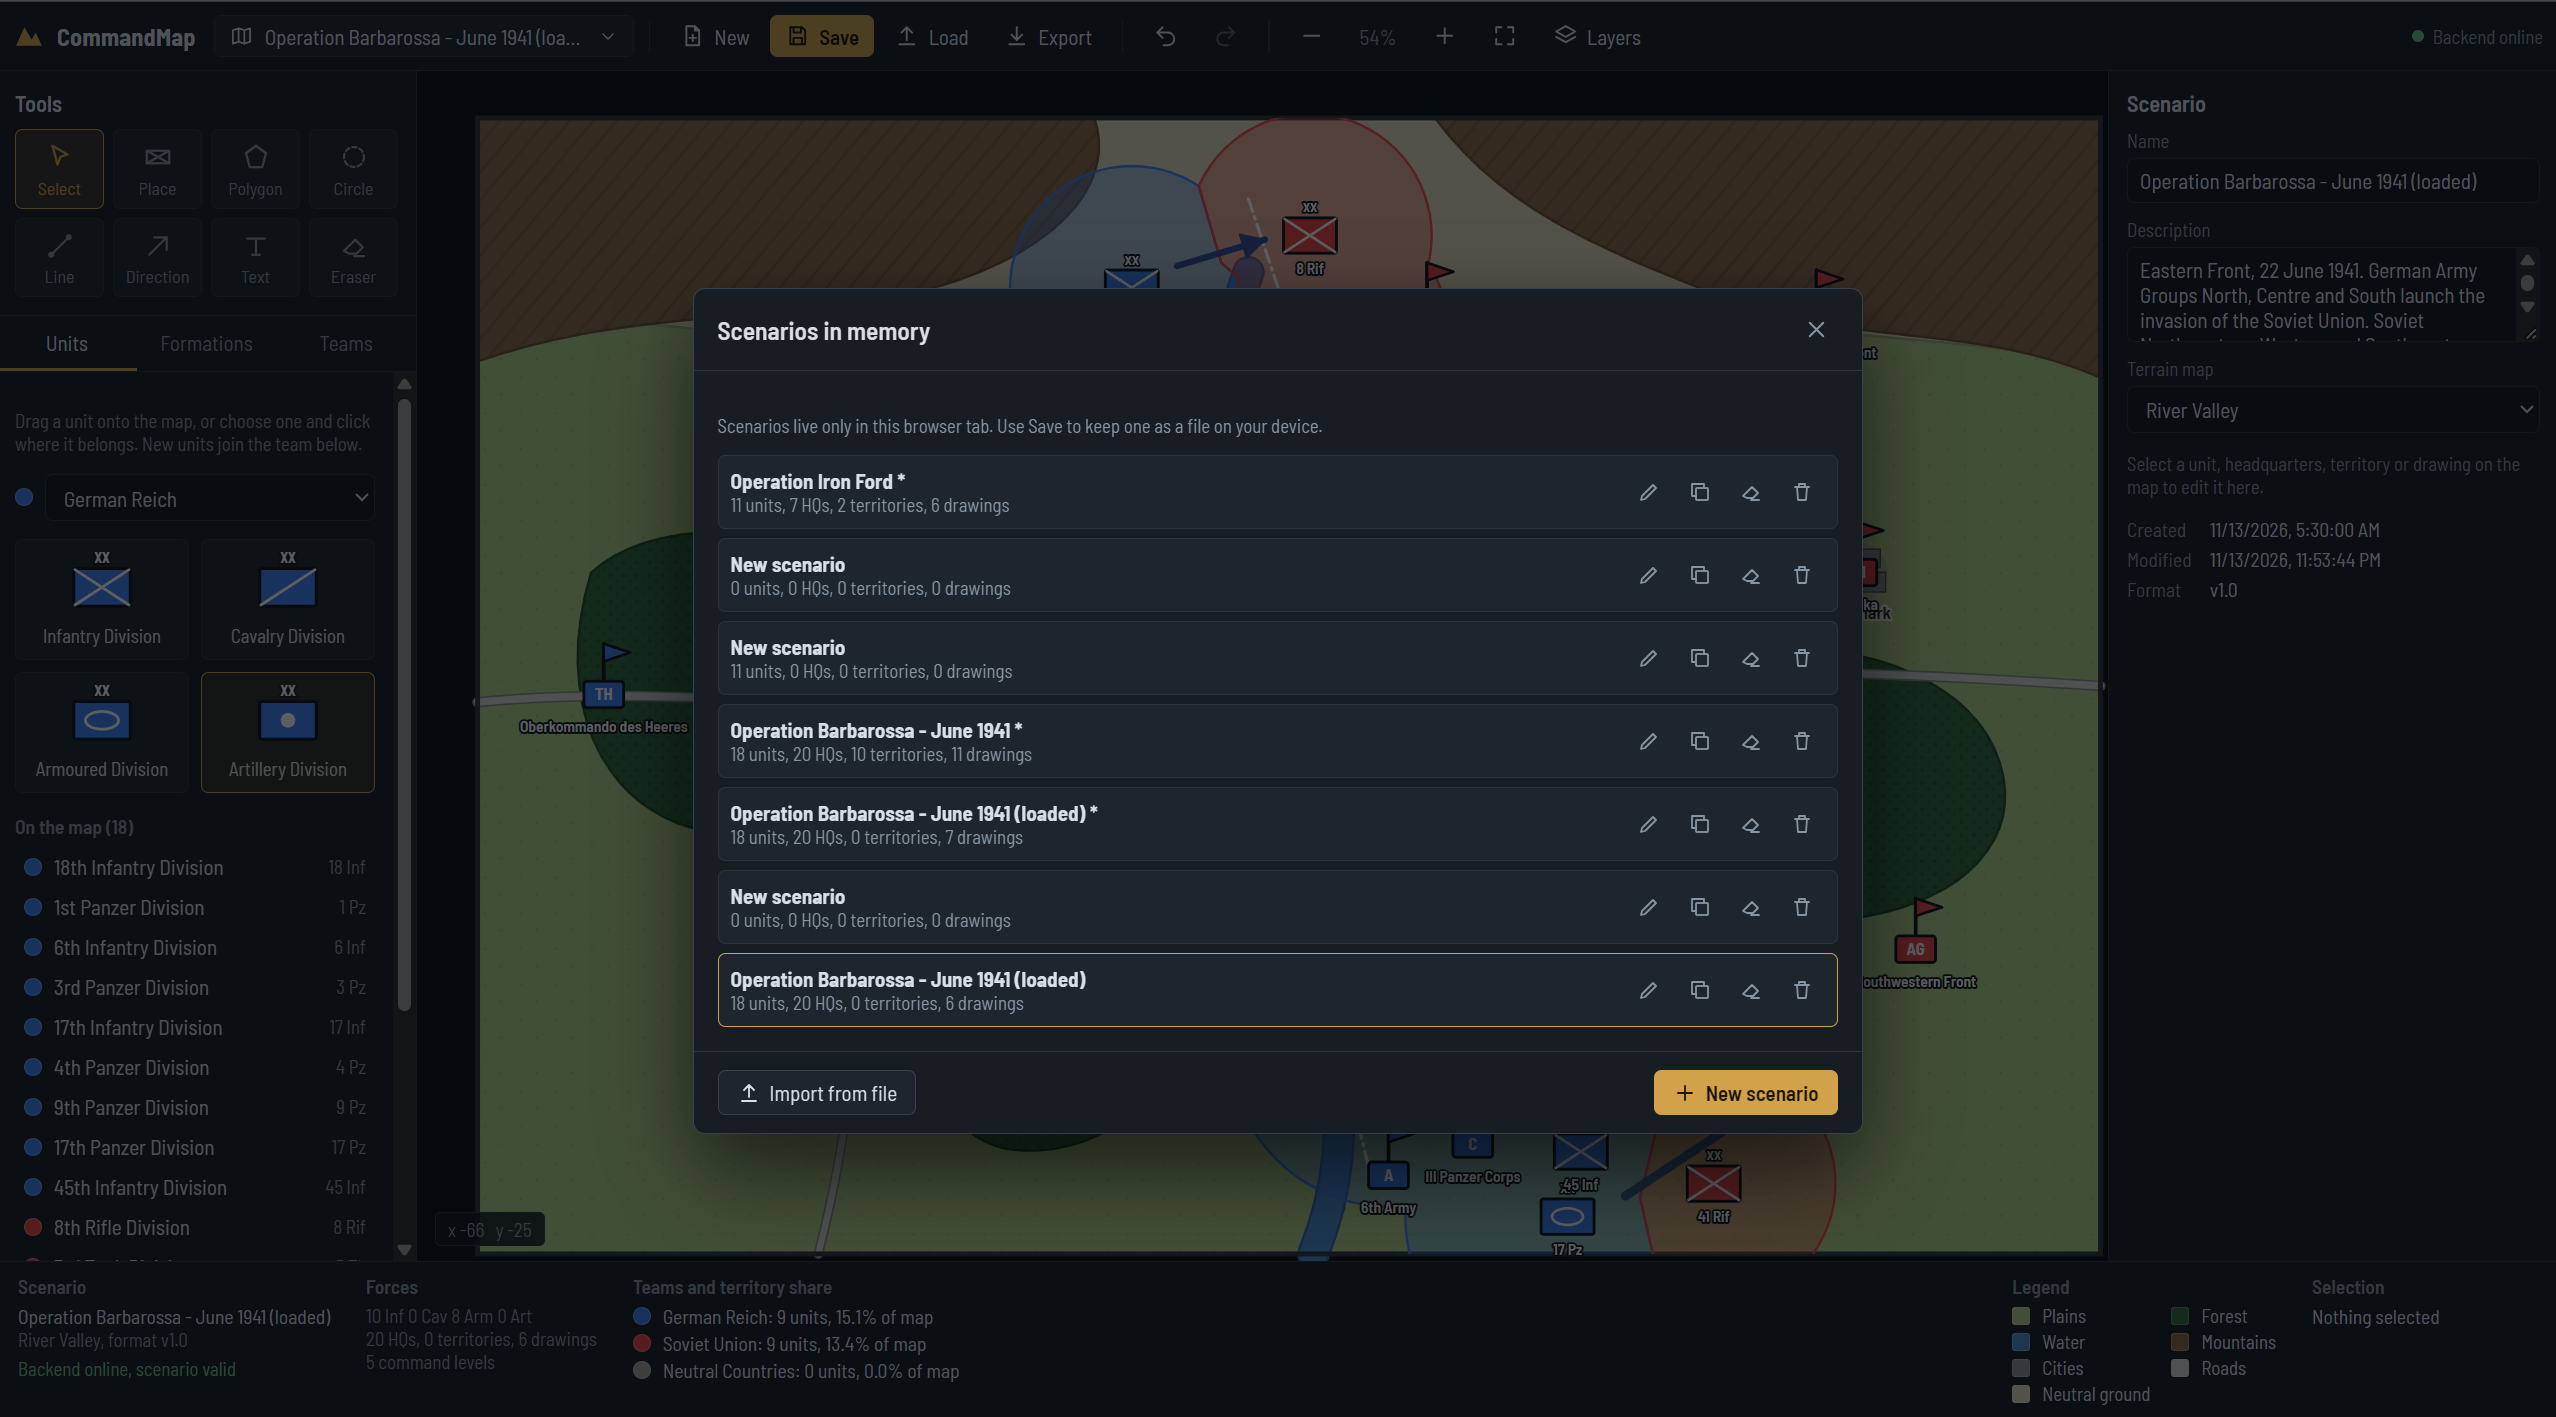 CommandMap
Operation Barbarossa - June 1941 (loa...
New
Save
Load
Export
54%
Layers
Backend online
Tools
Select
Place
Polygon
Circle
Line
Direction
Text
Eraser
Units
Formations
Teams
Drag a unit onto the map, or choose one and click
where it belongs. New units join the team below.
German Reich
XX
Infantry Division
XX
Cavalry Division
XX
Armoured Division
XX
Artillery Division
On the map (18)
18th Infantry Division 18 Inf
1st Panzer Division 1 Pz
6th Infantry Division 6 Inf
3rd Panzer Division 3 Pz
17th Infantry Division 17 Inf
4th Panzer Division 4 Pz
9th Panzer Division 9 Pz
17th Panzer Division 17 Pz
45th Infantry Division 45 Inf
8th Rifle Division 8 Rif
XX
XX
8 Rif
TH
Oberkommando des Heeres
AG
outhwestern Front
C
III Panzer Corps
A
6th Army
45 Inf
17 Pz
XX
41 Rif
x -66 y -25
Scenarios in memory
Scenarios live only in this browser tab. Use Save to keep one as a file on your device.
Operation Iron Ford *
11 units, 7 HQs, 2 territories, 6 drawings
New scenario
0 units, 0 HQs, 0 territories, 0 drawings
New scenario
11 units, 0 HQs, 0 territories, 0 drawings
Operation Barbarossa - June 1941 *
18 units, 20 HQs, 10 territories, 11 drawings
Operation Barbarossa - June 1941 (loaded) *
18 units, 20 HQs, 0 territories, 7 drawings
New scenario
0 units, 0 HQs, 0 territories, 0 drawings
Operation Barbarossa - June 1941 (loaded)
18 units, 20 HQs, 0 territories, 6 drawings
Import from file
New scenario
Scenario
Name
Operation Barbarossa - June 1941 (loaded)
Description
Eastern Front, 22 June 1941. German Army
Groups North, Centre and South launch the
invasion of the Soviet Union. Soviet
Terrain map
River Valley
Select a unit, headquarters, territory or drawing on the
map to edit it here.
Created 11/13/2026, 5:30:00 AM
Modified 11/13/2026, 11:53:44 PM
Format v1.0
Scenario
Operation Barbarossa - June 1941 (loaded)
River Valley, format v1.0
Backend online, scenario valid
Forces
10 Inf 0 Cav 8 Arm 0 Art
20 HQs, 0 territories, 6 drawings
5 command levels
Teams and territory share
German Reich: 9 units, 15.1% of map
Soviet Union: 9 units, 13.4% of map
Neutral Countries: 0 units, 0.0% of map
Legend
Plains
Forest
Water
Mountains
Cities
Roads
Neutral ground
Selection
Nothing selected